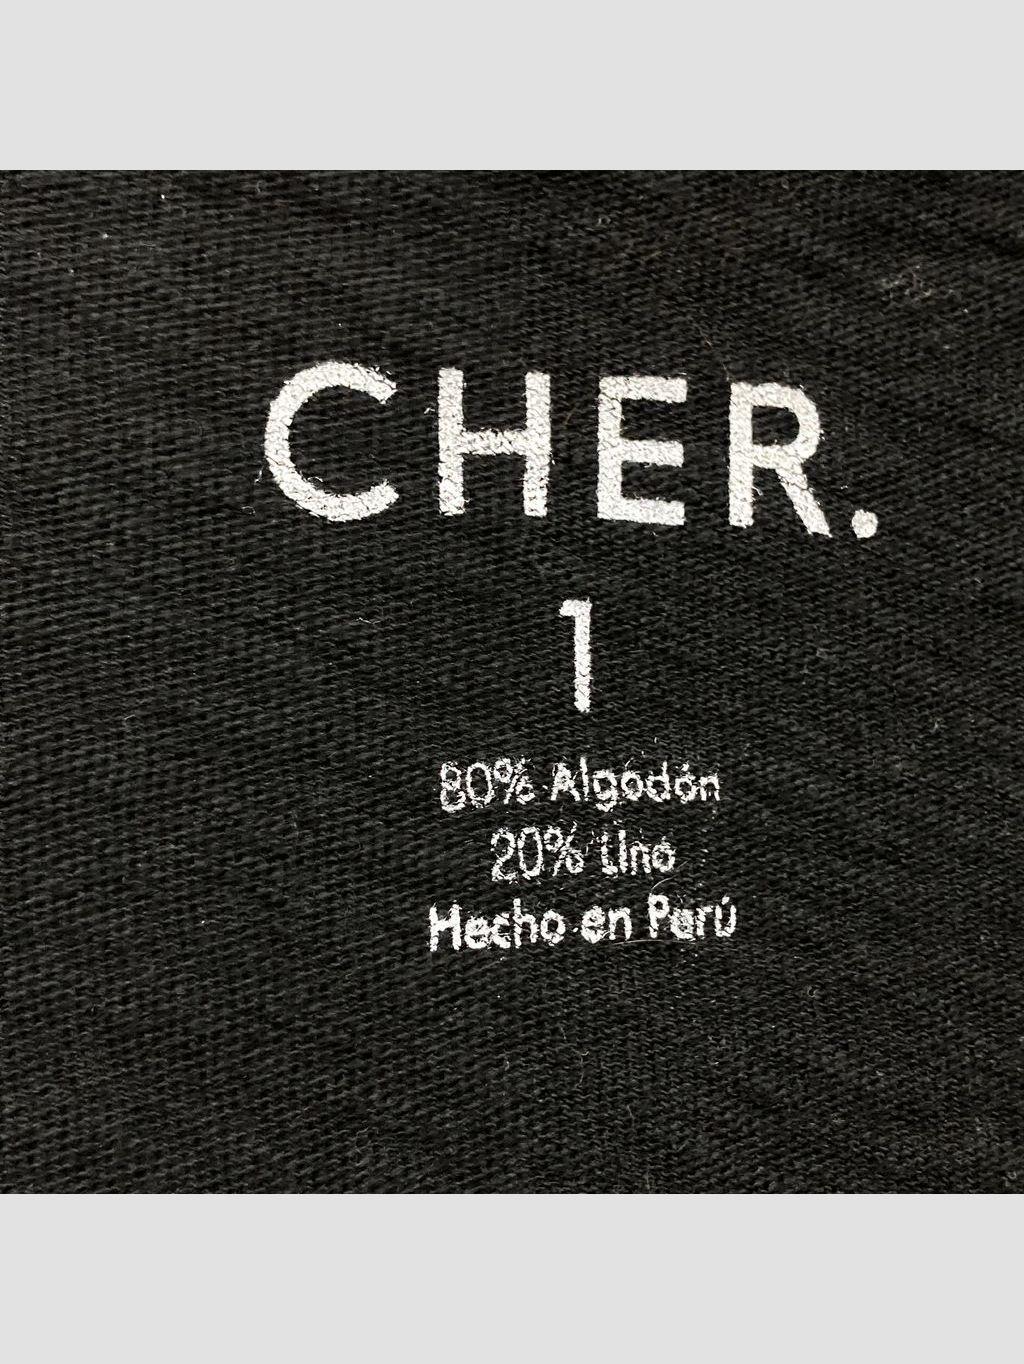 CHER.
1
80% Algodón
20% Lino
Hecho en Perú